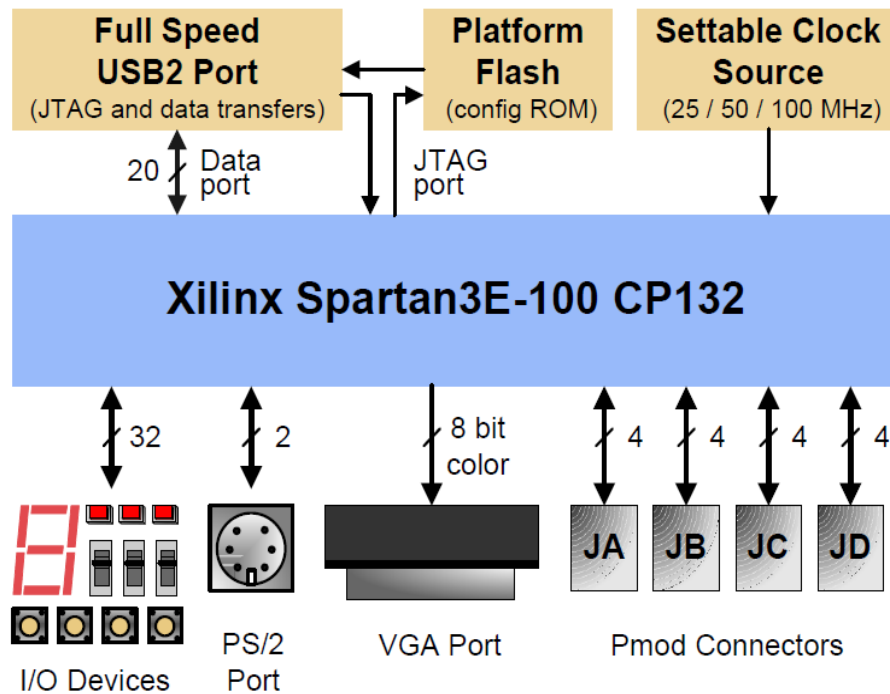 Full Speed
USB2 Port
(JTAG and data transfers)
Platform
Flash
(config ROM)
Settable Clock
Source
(25 / 50 / 100 MHz)
20
Data
port
JTAG
port
Xilinx Spartan3E-100 CP132
32
2
8 bit
color
4
4
4
4
JA
JB
JC
JD
I/O Devices
PS/2
Port
VGA Port
Pmod Connectors